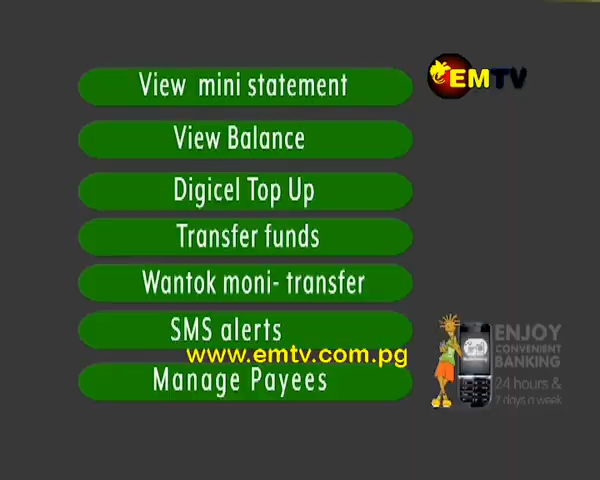 View mini statement
EMTV
View Balance
Digicel Top Up
Transfer funds
Wantok moni- transfer
SMS alerts
www.emtv.com.pg
Manage Payees
ENJOY
CONVENIENT
BANKING
24 hours &
7 days a week